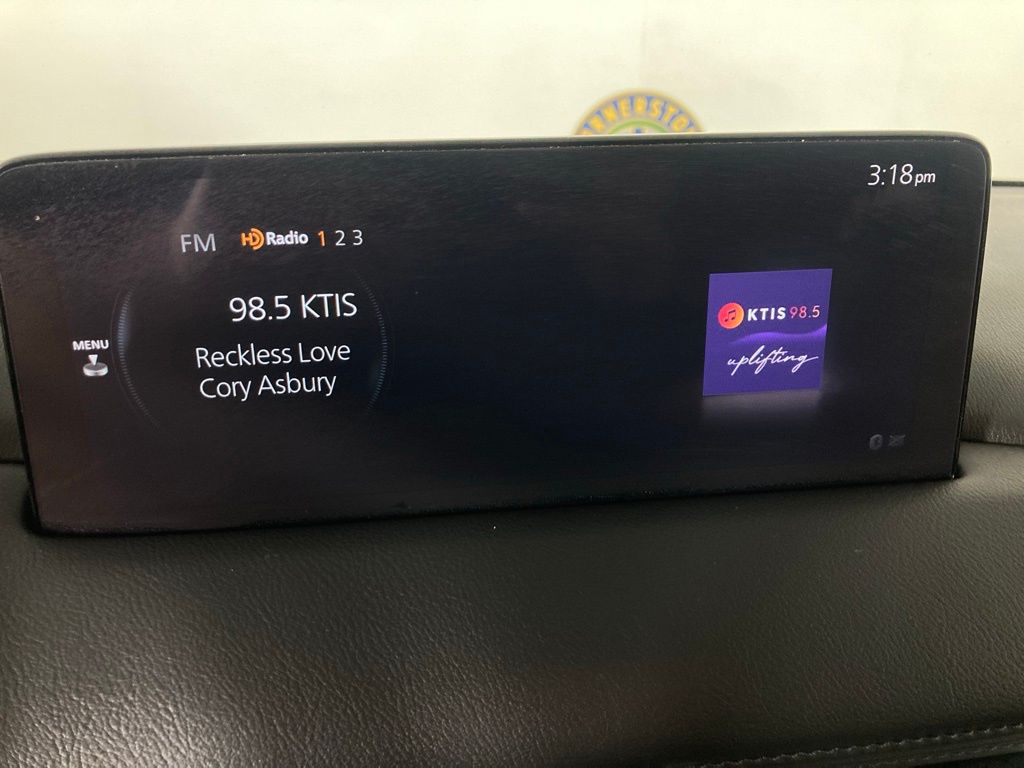 3:18pm
FM HD Radio 1 2 3
98.5 KTIS
Reckless Love
Cory Asbury
MENU
KTIS 98.5
uplifting